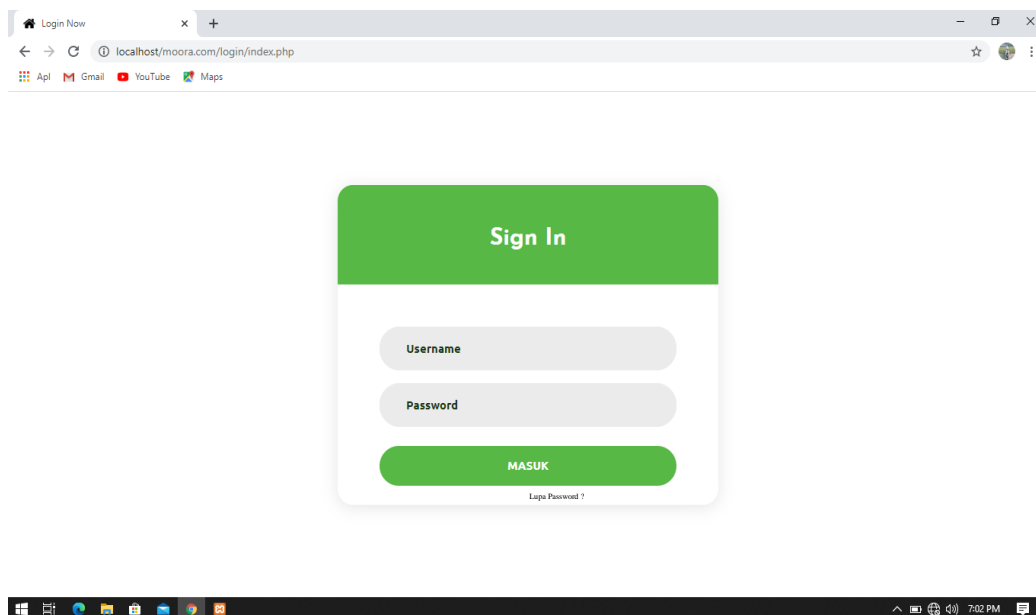 Login Now
localhost/moora.com/login/index.php
Apl Gmail YouTube Maps
Sign In
Username
Password
MASUK
Lupa Password ?
7:02 PM